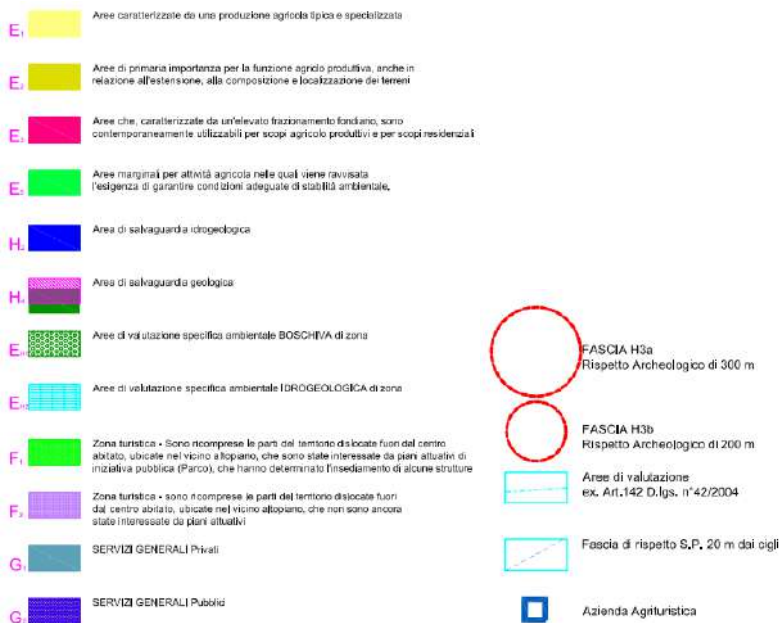 E₁ Aree caratterizzate da una produzione agricola tipica e specializzata
E₂ Aree di primaria importanza per la funzione agricolo produttiva, anche in
relazione all'estensione, alla composizione e localizzazione dei terreni
E₃ Aree che, caratterizzate da un'elevato frazionamento fondiario, sono
contemporaneamente utilizzabili per scopi agricolo produttivi e per scopi residenziali
E₅ Aree marginali per attività agricola nelle quali viene ravvisata
l'esigenza di garantire condizioni adeguate di stabilità ambientale,
H₂ Area di salvaguardia idrogeologica
H Area di salvaguardia geologica
E Aree di valutazione specifica ambientale BOSCHIVA di zona
E Aree di valutazione specifica ambientale IDROGEOLOGICA di zona
F₁ Zona turistica - Sono ricomprese le parti del territorio dislocate fuori dal centro
abitato, ubicate nel vicino altopiano, che sono state interessate da piani attuativi di
iniziativa pubblica (Parco), che hanno determinato l'insediamento di alcune strutture
F₂ Zona turistica - sono ricomprese le parti del territorio dislocate fuori
dal centro abitato, ubicate nel vicino altopiano, che non sono ancora
state interessate da piani attuativi
G₁ SERVIZI GENERALI Privati
G₂ SERVIZI GENERALI Pubblici
FASCIA H3a
Rispetto Archeologico di 300 m
FASCIA H3b
Rispetto Archeologico di 200 m
Aree di valutazione
ex. Art.142 D.lgs. n°42/2004
Fascia di rispetto S.P. 20 m dai cigli
Azienda Agrituristica